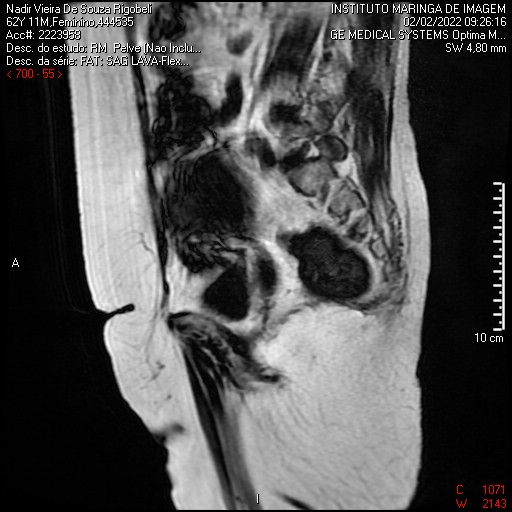 Nadir Vieira De Souza Rigobeli
62Y 11M,Feminino,444535
Acc#: 2223953
Desc. do estudo: RM  Pelve (Nao Inclu...
Desc. da série: FAT: SAG LAVA-Flex...
< 700 - 55 >
INSTITUTO MARINGA DE IMAGEM
02/02/2022 09:26:16
GE MEDICAL SYSTEMS Optima M...
SW 4,80 mm
A
10 cm
I
C 1071
W 2143